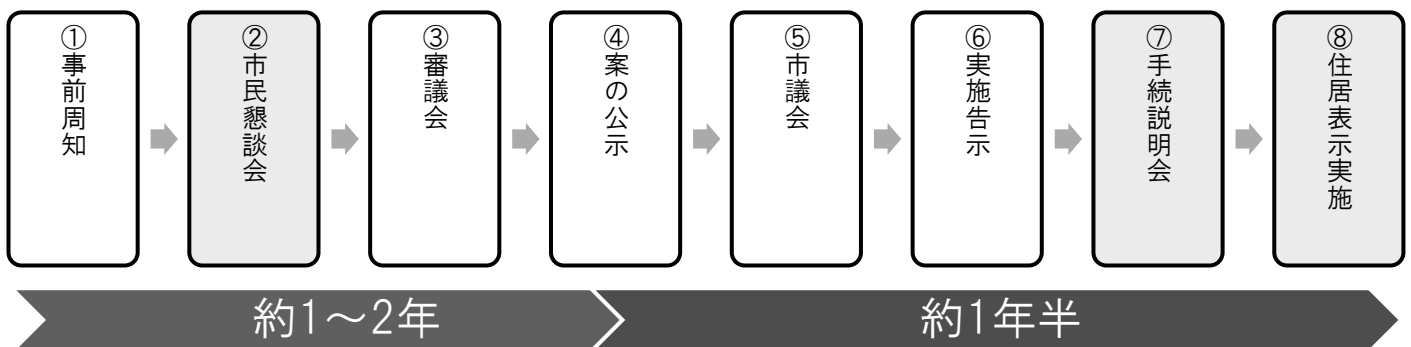 ①事前周知
②市民懇談会
③審議会
④案の公示
⑤市議会
⑥実施告示
⑦手続説明会
⑧住居表示実施
約1～2年
約1年半